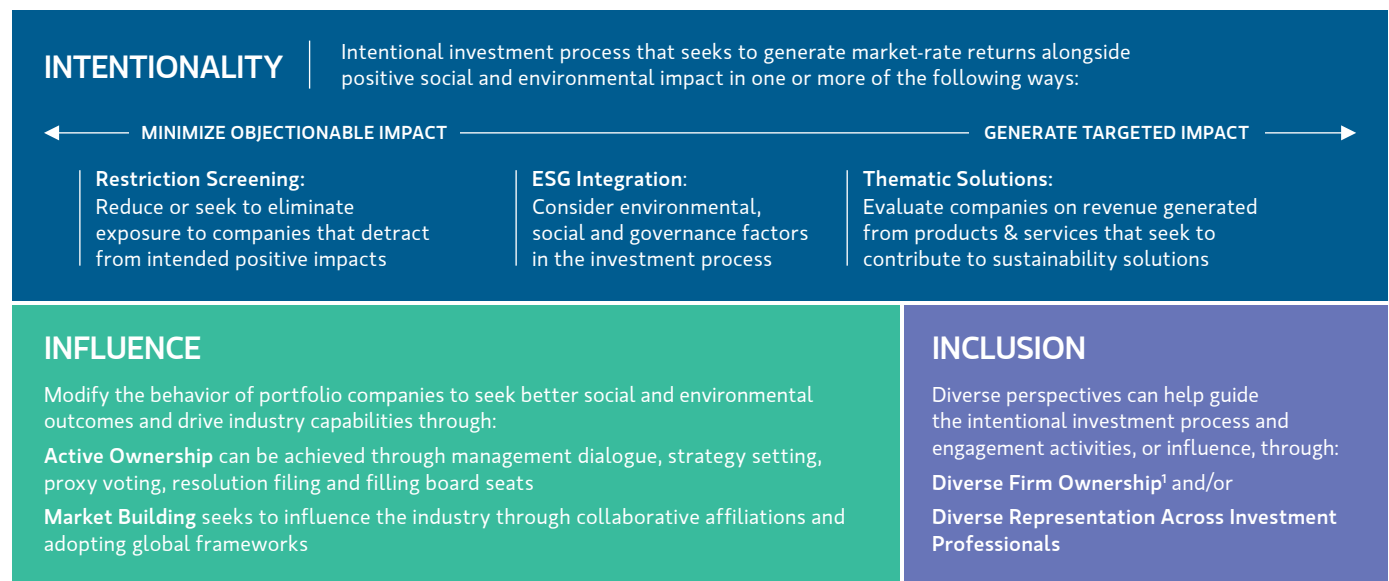 INTENTIONALITY
Intentional investment process that seeks to generate market-rate returns alongside
positive social and environmental impact in one or more of the following ways:
MINIMIZE OBJECTIONABLE IMPACT
GENERATE TARGETED IMPACT
Restriction Screening:
Reduce or seek to eliminate
exposure to companies that detract
from intended positive impacts
ESG Integration:
Consider environmental,
social and governance factors
in the investment process
Thematic Solutions:
Evaluate companies on revenue generated
from products & services that seek to
contribute to sustainability solutions
INFLUENCE
Modify the behavior of portfolio companies to seek better social and environmental
outcomes and drive industry capabilities through:
Active Ownership can be achieved through management dialogue, strategy setting,
proxy voting, resolution filing and filling board seats
Market Building seeks to influence the industry through collaborative affiliations and
adopting global frameworks
INCLUSION
Diverse perspectives can help guide
the intentional investment process and
engagement activities, or influence, through:
Diverse Firm Ownership¹ and/or
Diverse Representation Across Investment
Professionals